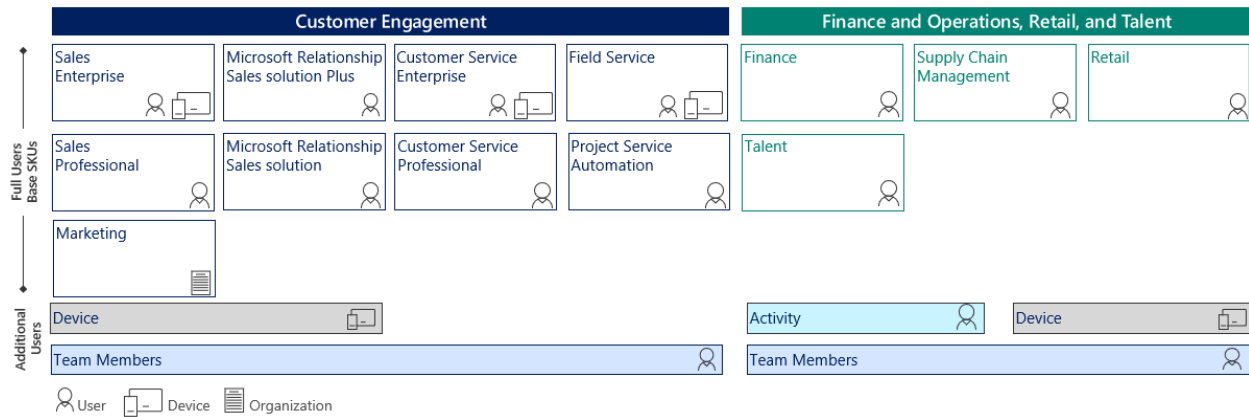 Customer Engagement
Finance and Operations, Retail, and Talent
Full Users
Base SKUs
Sales
Enterprise
Microsoft Relationship
Sales solution Plus
Customer Service
Enterprise
Field Service
Finance
Supply Chain
Management
Retail
Sales
Professional
Microsoft Relationship
Sales solution
Customer Service
Professional
Project Service
Automation
Talent
Marketing
Additional
Users
Device
Activity
Device
Team Members
Team Members
User
Device
Organization